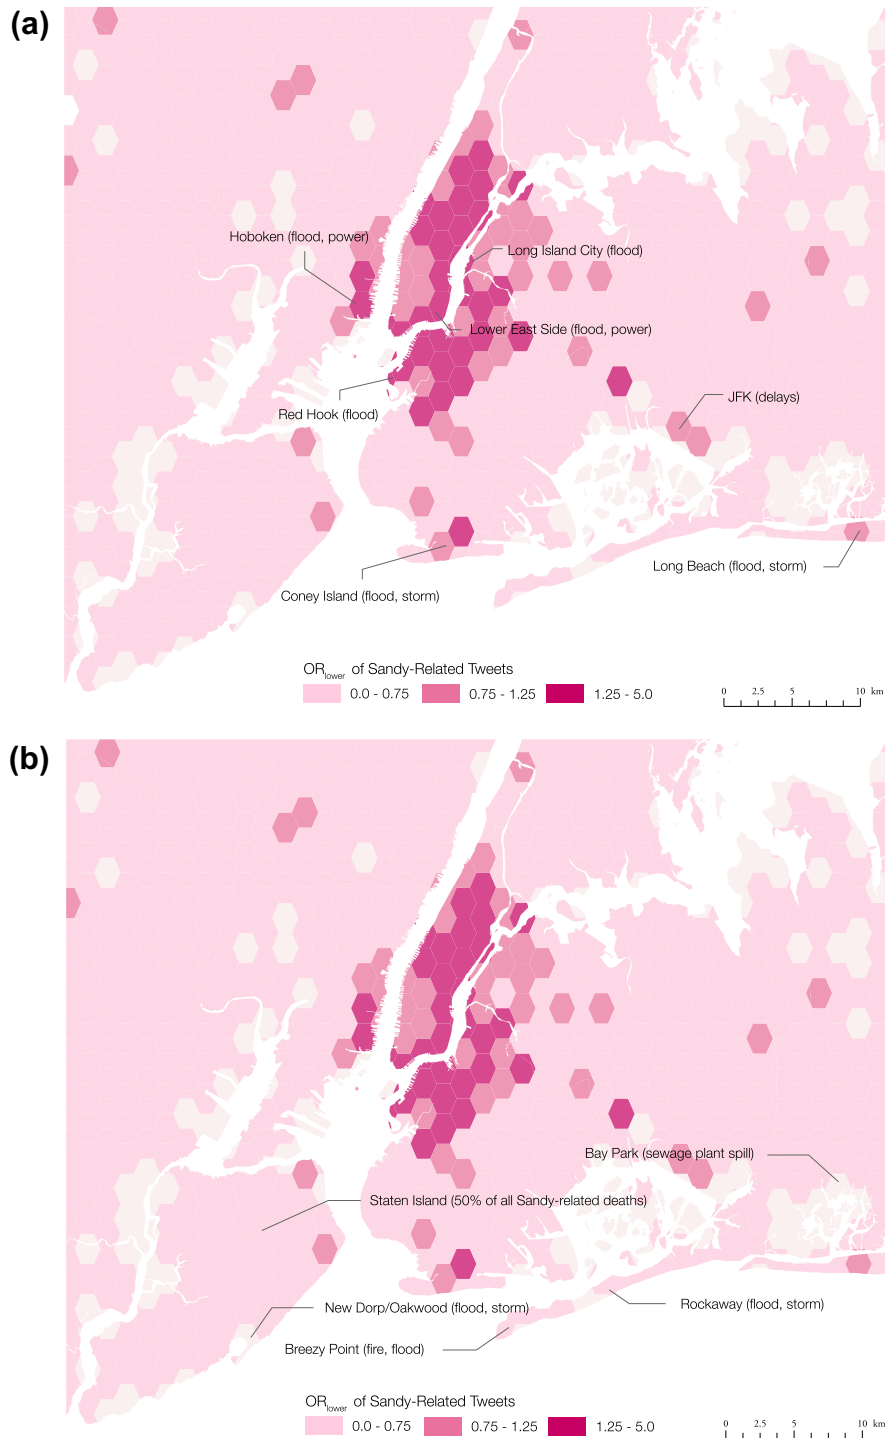 (a)
Hoboken (flood, power)
Long Island City (flood)
Lower East Side (flood, power)
Red Hook (flood)
JFK (delays)
Long Beach (flood, storm)
Coney Island (flood, storm)
ORlower of Sandy-Related Tweets
0.0 - 0.75 0.75 - 1.25 1.25 - 5.0
0 2.5 5 10 km
(b)
Bay Park (sewage plant spill)
Staten Island (50% of all Sandy-related deaths)
New Dorp/Oakwood (flood, storm)
Rockaway (flood, storm)
Breezy Point (fire, flood)
ORlower of Sandy-Related Tweets
0.0 - 0.75 0.75 - 1.25 1.25 - 5.0
0 2.5 5 10 km